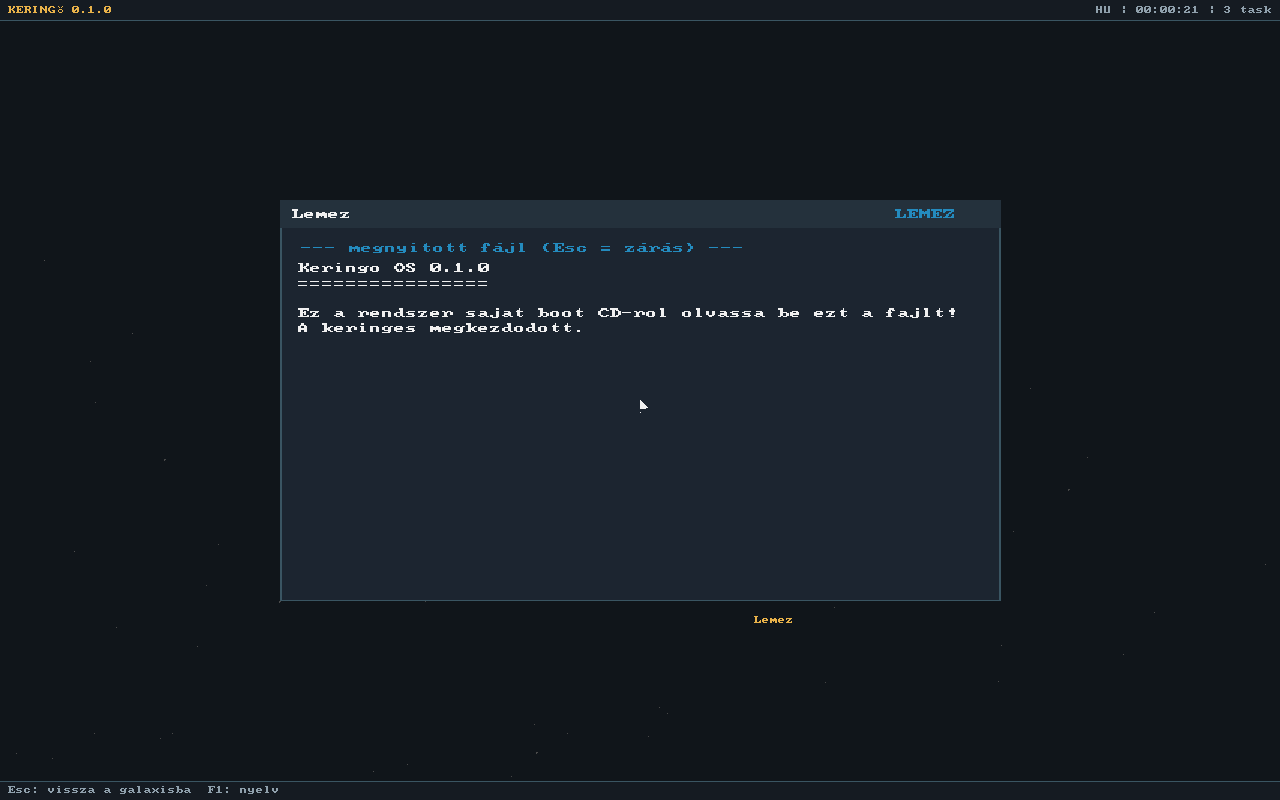 KERINGŐ 0.1.0
HU | 00:00:21 | 3 task
Lemez
LEMEZ
--- megnyitott fájl (Esc = zárás) ---
Keringo OS 0.1.0
================
Ez a rendszer sajat boot CD-rol olvassa be ezt a fajlt!
A keringes megkezdodott.
Lemez
Esc: vissza a galaxisba  F1: nyelv